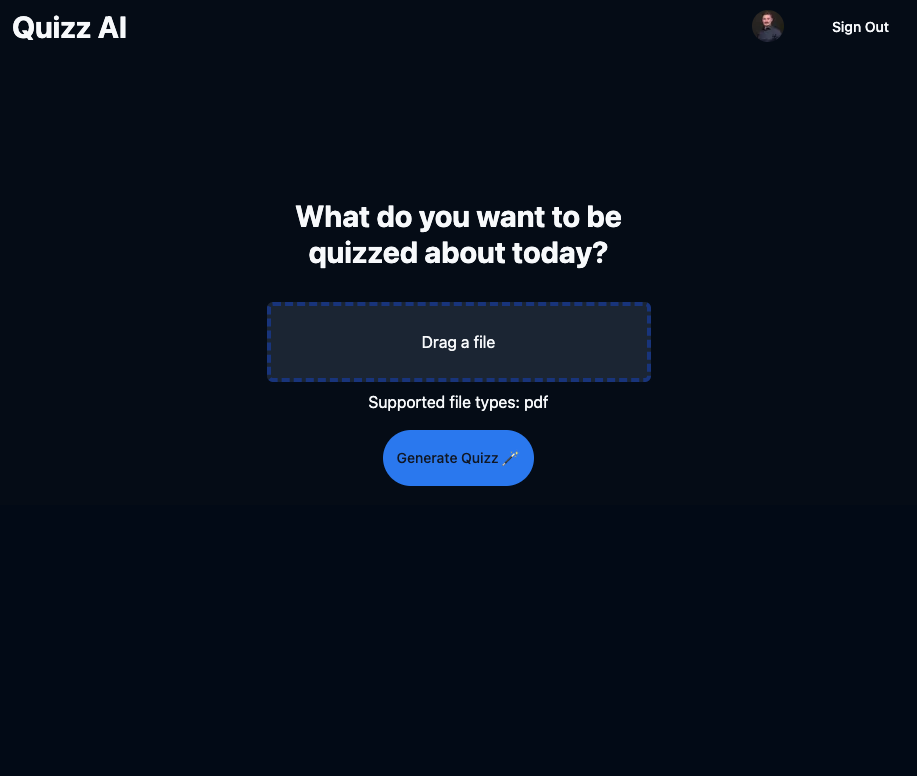 Quizz AI
Sign Out
What do you want to be
quizzed about today?
Drag a file
Supported file types: pdf
Generate Quizz 🪄